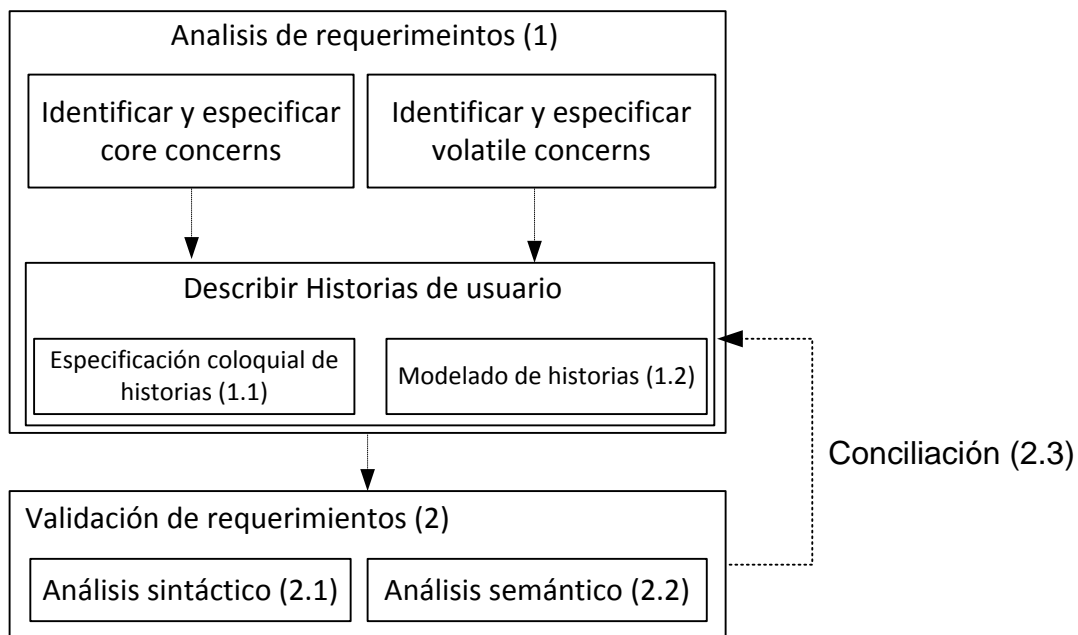 Analisis de requerimeintos (1)
Identificar y especificar
core concerns
Identificar y especificar
volatile concerns
Describir Historias de usuario
Especificación coloquial de
historias (1.1)
Modelado de historias (1.2)
Conciliación (2.3)
Validación de requerimientos (2)
Análisis sintáctico (2.1)
Análisis semántico (2.2)